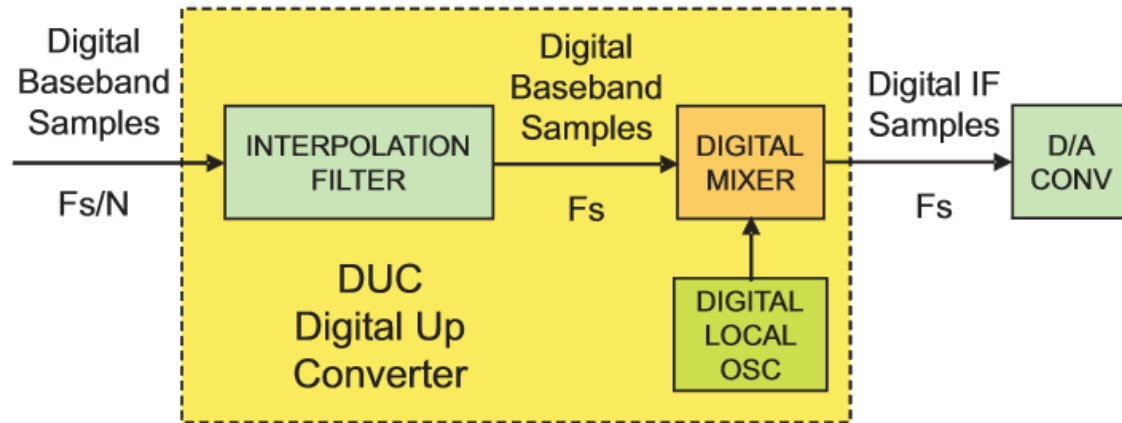 Digital
Baseband
Samples
Fs/N
INTERPOLATION
FILTER
Digital
Baseband
Samples
Fs
DIGITAL
MIXER
DIGITAL
LOCAL
OSC
DUC
Digital Up
Converter
Digital IF
Samples
Fs
D/A
CONV